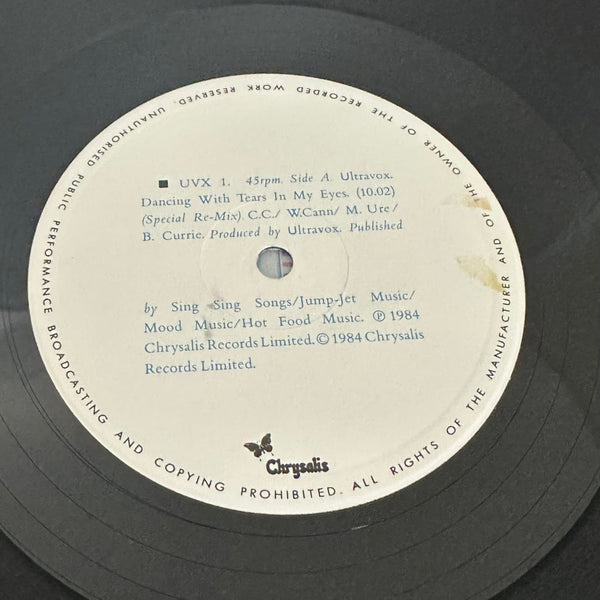 ■ UVX 1. 45rpm. Side A. Ultravox.
Dancing With Tears In My Eyes. (10.02)
(Special Re-Mix). C.C./ W.Cann/ M. Ure/
B. Currie. Produced by Ultravox. Published
by Sing Sing Songs/Jump-Jet Music/
Mood Music/Hot Food Music. ℗ 1984
Chrysalis Records Limited. © 1984 Chrysalis
Records Limited.
Chrysalis
ALL RIGHTS OF THE MANUFACTURER AND OF THE OWNER OF THE RECORDED WORK RESERVED. UNAUTHORISED PUBLIC PERFORMANCE BROADCASTING AND COPYING PROHIBITED.